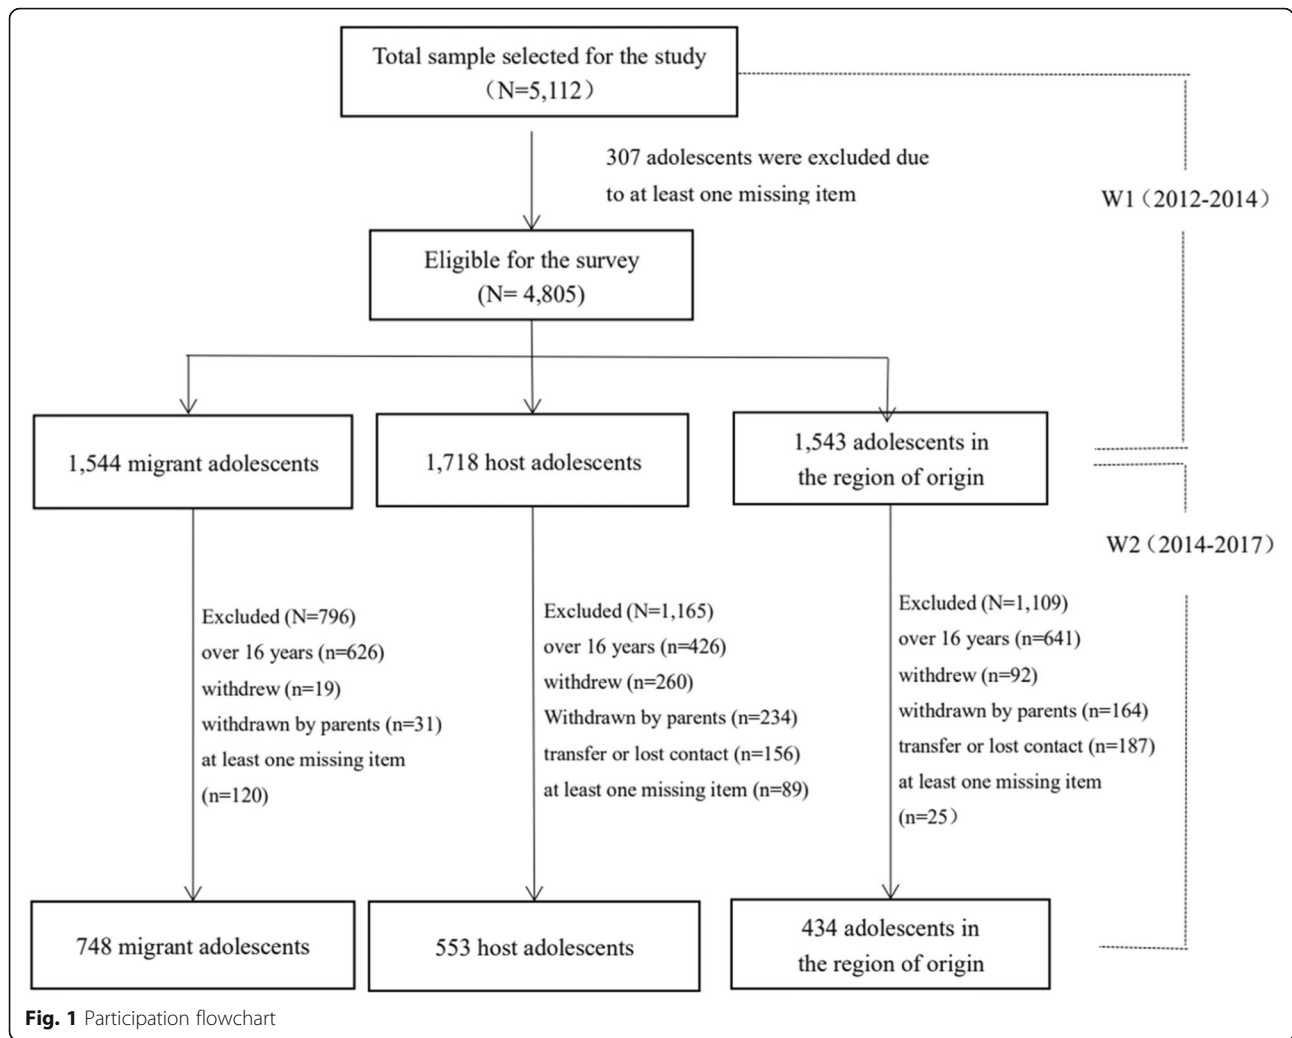 Total sample selected for the study
（N=5,112）
307 adolescents were excluded due
to at least one missing item
W1（2012-2014）
Eligible for the survey
(N= 4,805)
1,544 migrant adolescents
1,718 host adolescents
1,543 adolescents in
the region of origin
W2（2014-2017）
Excluded (N=796)
over 16 years (n=626)
withdrew (n=19)
withdrawn by parents (n=31)
at least one missing item
(n=120)
Excluded (N=1,165)
over 16 years (n=426)
withdrew (n=260)
Withdrawn by parents (n=234)
transfer or lost contact (n=156)
at least one missing item (n=89)
Excluded (N=1,109)
over 16 years (n=641)
withdrew (n=92)
withdrawn by parents (n=164)
transfer or lost contact (n=187)
at least one missing item
(n=25）
748 migrant adolescents
553 host adolescents
434 adolescents in
the region of origin
Fig. 1 Participation flowchart